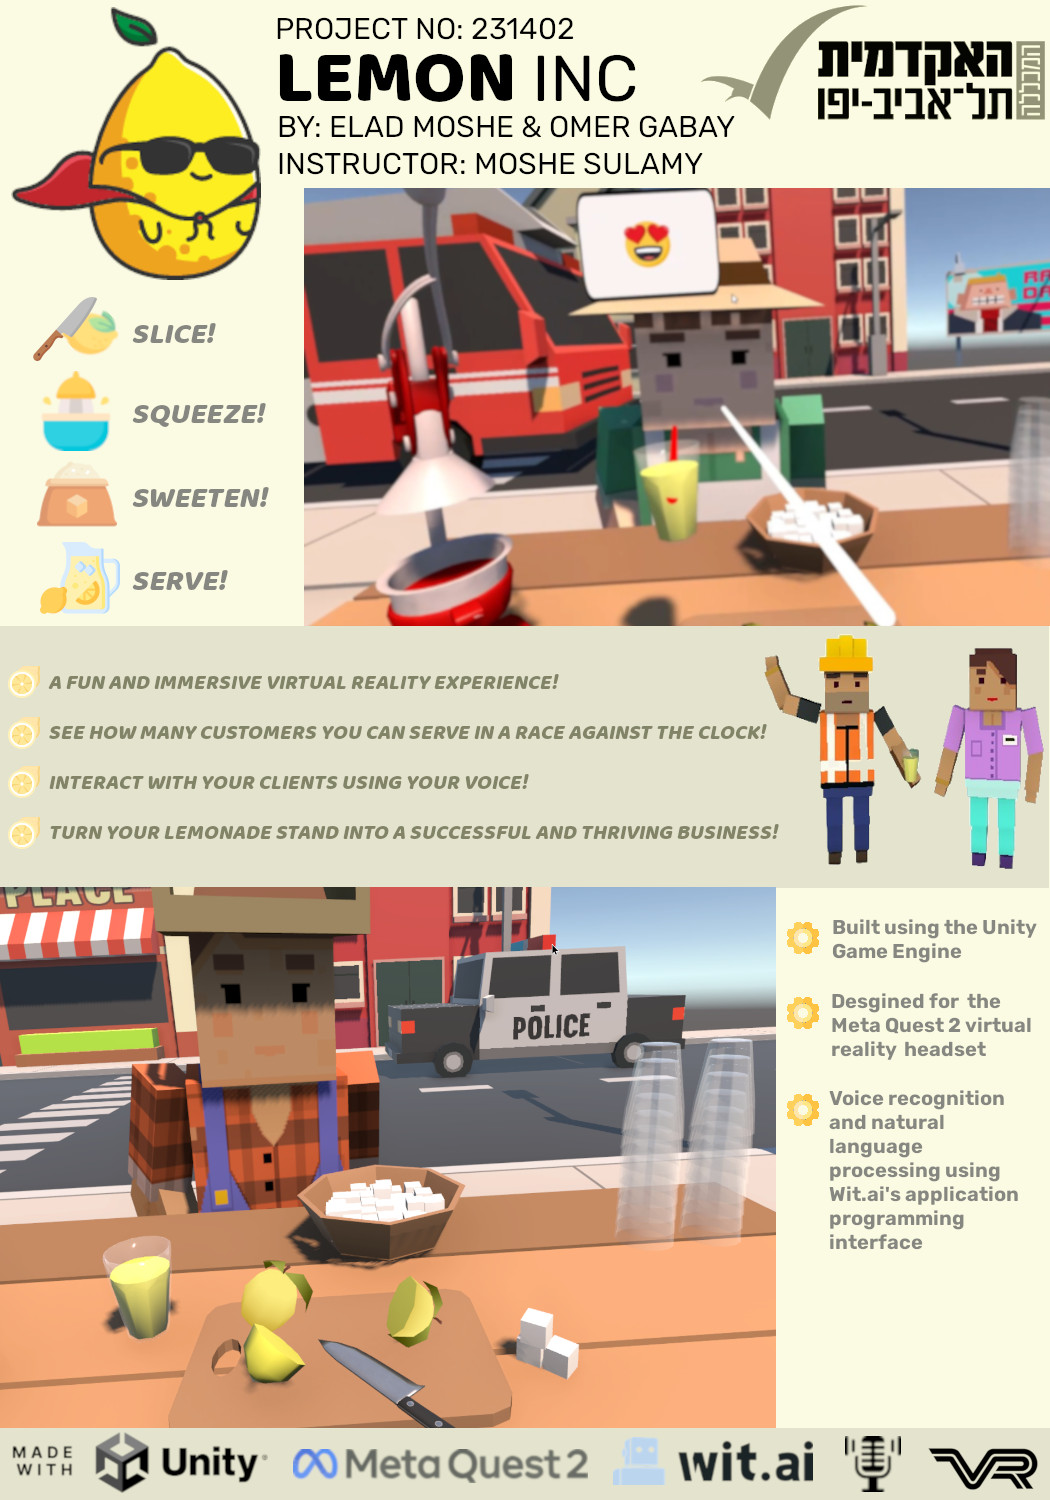 PROJECT NO: 231402
LEMON INC
BY: ELAD MOSHE & OMER GABAY
INSTRUCTOR: MOSHE SULAMY
המכללה
האקדמית
תל־אביב-יפו
SLICE!
SQUEEZE!
SWEETEN!
SERVE!
A FUN AND IMMERSIVE VIRTUAL REALITY EXPERIENCE!
SEE HOW MANY CUSTOMERS YOU CAN SERVE IN A RACE AGAINST THE CLOCK!
INTERACT WITH YOUR CLIENTS USING YOUR VOICE!
TURN YOUR LEMONADE STAND INTO A SUCCESSFUL AND THRIVING BUSINESS!
PLACE
POLICE
Built using the Unity
Game Engine
Desgined for the
Meta Quest 2 virtual
reality headset
Voice recognition
and natural
language
processing using
Wit.ai's application
programming
interface
MADE
WITH
Unity
Meta Quest 2
wit.ai
VR